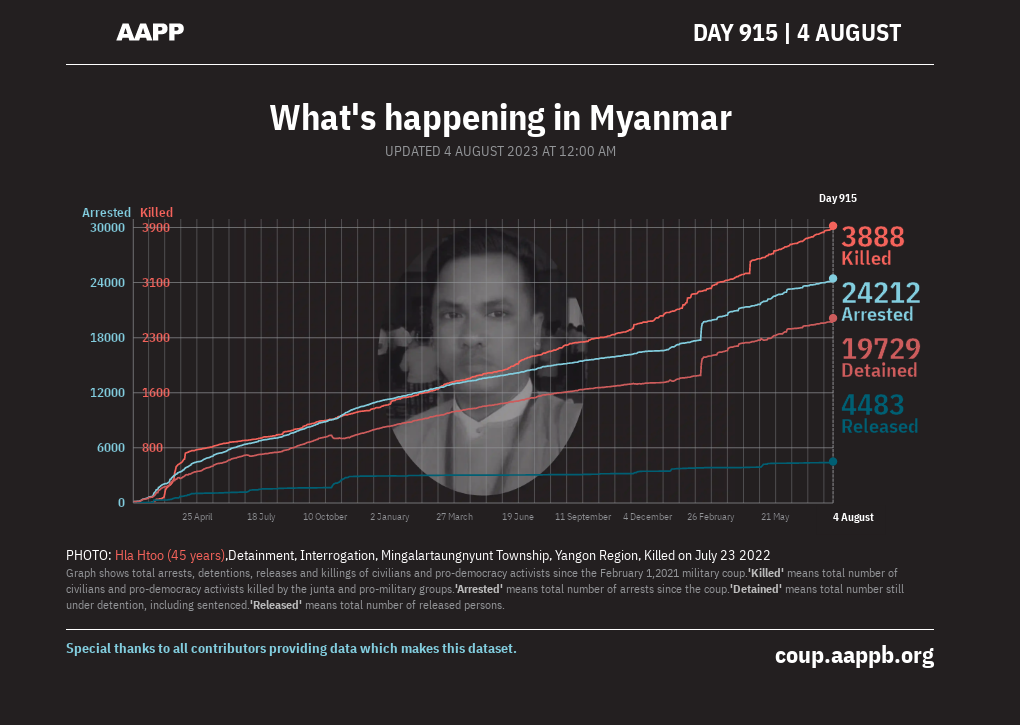 AAPP
DAY 915 | 4 AUGUST
What's happening in Myanmar
UPDATED 4 AUGUST 2023 AT 12:00 AM
Day 915
Arrested Killed
30000 3900
24000 3100
18000 2300
12000 1600
6000 800
0
3888
Killed
24212
Arrested
19729
Detained
4483
Released
25 April 18 July 10 October 2 January 27 March 19 June 11 September 4 December 26 February 21 May 4 August
PHOTO: Hla Htoo (45 years),Detainment, Interrogation, Mingalartaungnyunt Township, Yangon Region, Killed on July 23 2022
Graph shows total arrests, detentions, releases and killings of civilians and pro-democracy activists since the February 1,2021 military coup.'Killed' means total number of
civilians and pro-democracy activists killed by the junta and pro-military groups.'Arrested' means total number of arrests since the coup.'Detained' means total number still
under detention, including sentenced.'Released' means total number of released persons.
Special thanks to all contributors providing data which makes this dataset.
coup.aappb.org